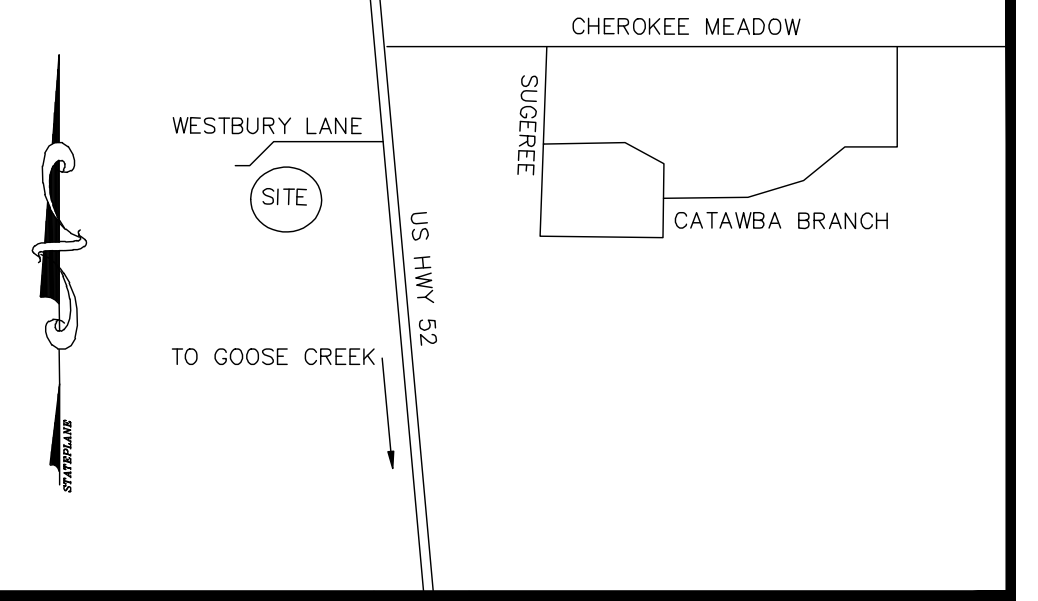 CHEROKEE MEADOW
SUGEREE
WESTBURY LANE
SITE
CATAWBA BRANCH
US HWY 52
TO GOOSE CREEK
STATEPLANE